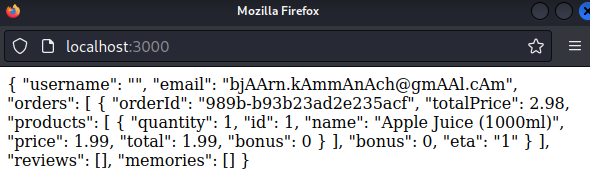 Mozilla Firefox
localhost:3000
{ "username": "", "email": "bjAArn.kAmmAnAch@gmAAl.cAm",
"orders": [ { "orderId": "989b-b93b23ad2e235acf", "totalPrice": 2.98,
"products": [ { "quantity": 1, "id": 1, "name": "Apple Juice (1000ml)",
"price": 1.99, "total": 1.99, "bonus": 0 } ], "bonus": 0, "eta": "1" } ],
"reviews": [], "memories": [] }